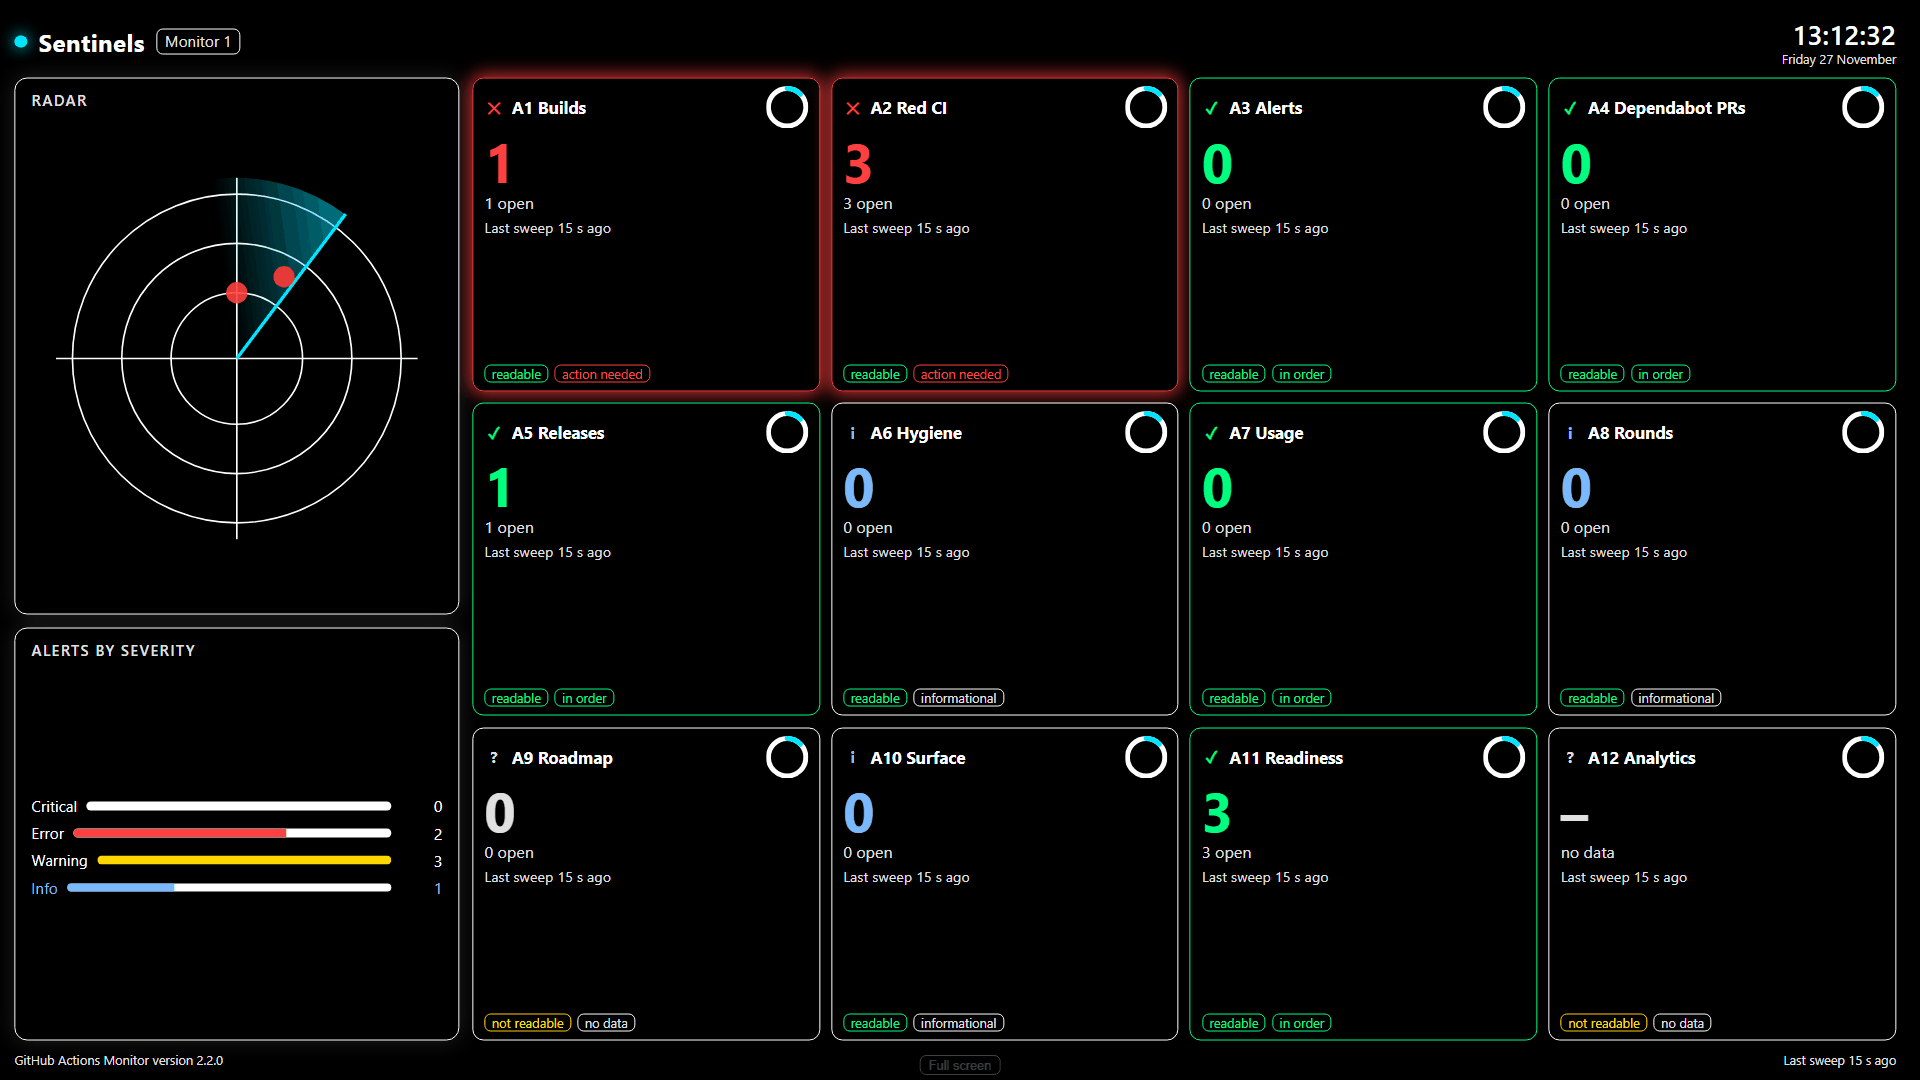 Sentinels
Monitor 1
13:12:32
Friday 27 November
RADAR
A1 Builds
1
1 open
Last sweep 15 s ago
readable
action needed
A2 Red CI
3
3 open
Last sweep 15 s ago
readable
action needed
A3 Alerts
0
0 open
Last sweep 15 s ago
readable
in order
A4 Dependabot PRs
0
0 open
Last sweep 15 s ago
readable
in order
A5 Releases
1
1 open
Last sweep 15 s ago
readable
in order
i
A6 Hygiene
0
0 open
Last sweep 15 s ago
readable
informational
A7 Usage
0
0 open
Last sweep 15 s ago
readable
in order
i
A8 Rounds
0
0 open
Last sweep 15 s ago
readable
informational
ALERTS BY SEVERITY
Critical 0
Error 2
Warning 3
Info 1
?
A9 Roadmap
0
0 open
Last sweep 15 s ago
not readable
no data
i
A10 Surface
0
0 open
Last sweep 15 s ago
readable
informational
A11 Readiness
3
3 open
Last sweep 15 s ago
readable
in order
?
A12 Analytics
–
no data
Last sweep 15 s ago
not readable
no data
GitHub Actions Monitor version 2.2.0
Full screen
Last sweep 15 s ago